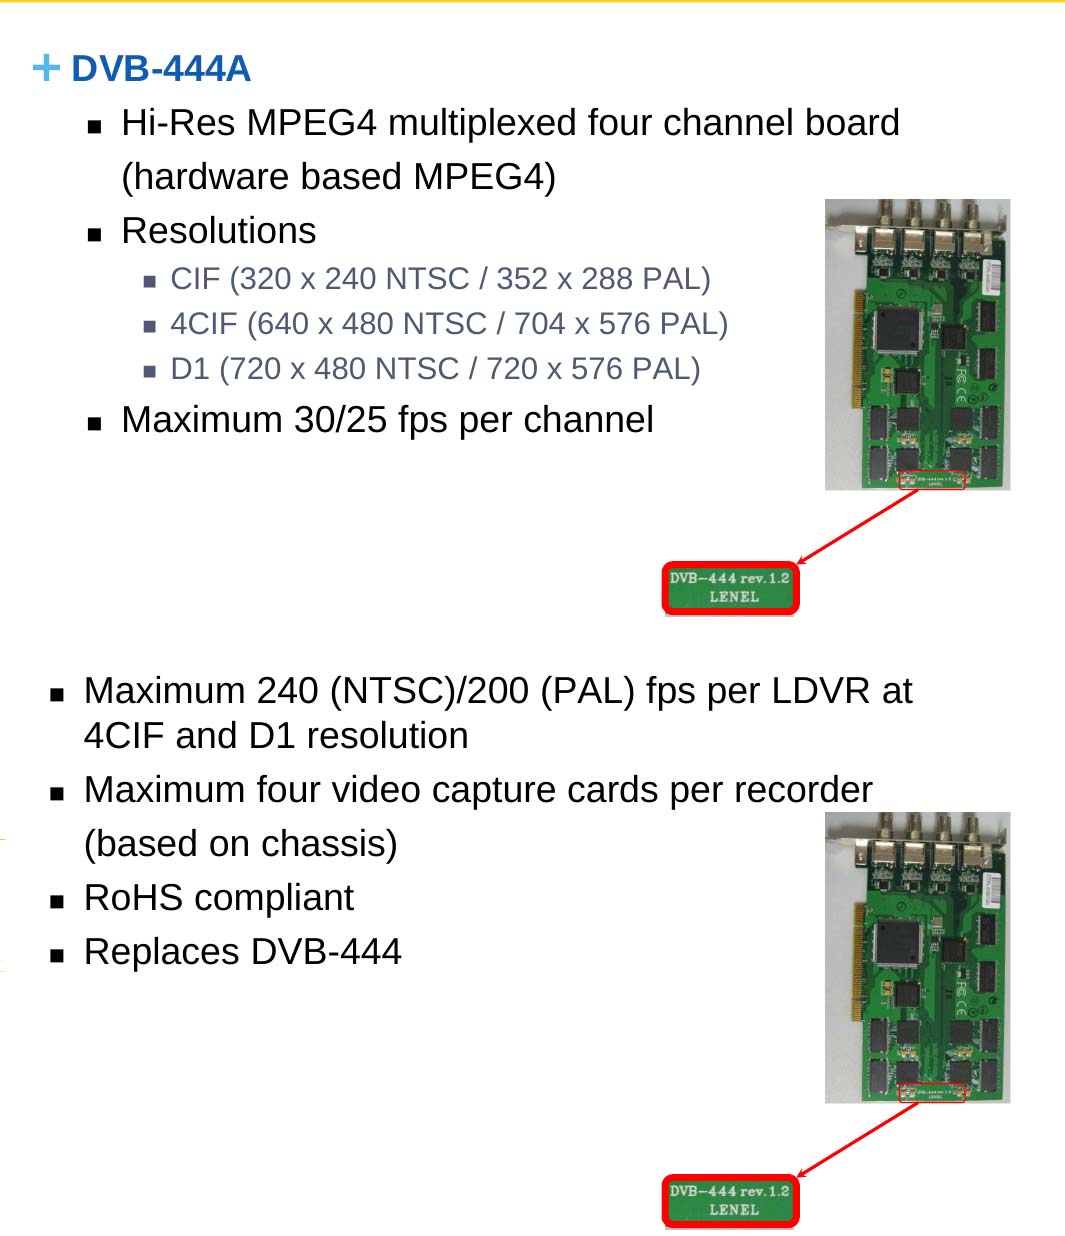 DVB-444A
Hi-Res MPEG4 multiplexed four channel board
(hardware based MPEG4)
Resolutions
CIF (320 x 240 NTSC / 352 x 288 PAL)
4CIF (640 x 480 NTSC / 704 x 576 PAL)
D1 (720 x 480 NTSC / 720 x 576 PAL)
Maximum 30/25 fps per channel
FC CE
DVB-444 rev.1.2
LENEL
Maximum 240 (NTSC)/200 (PAL) fps per LDVR at
4CIF and D1 resolution
Maximum four video capture cards per recorder
(based on chassis)
RoHS compliant
Replaces DVB-444
FC CE
DVB-444 rev.1.2
LENEL